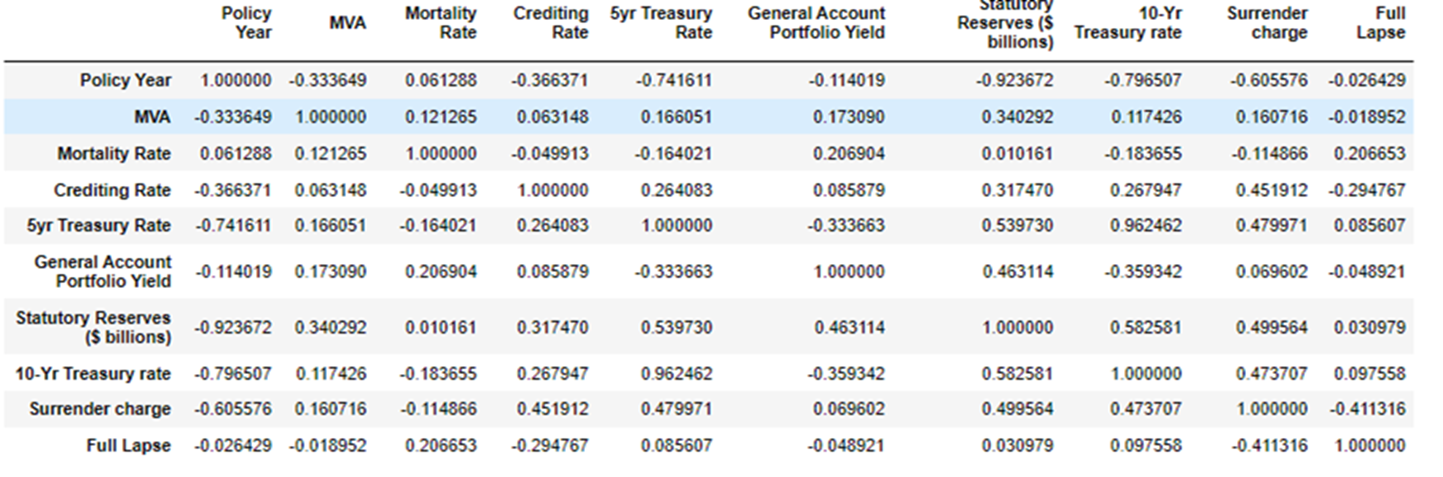 Policy Year MVA Mortality Rate Crediting Rate 5yr Treasury Rate General Account Portfolio Yield Statutory Reserves ($ billions) 10-Yr Treasury rate Surrender charge Full Lapse
Policy Year 1.000000 -0.333649 0.061288 -0.366371 -0.741611 -0.114019 -0.923672 -0.796507 -0.605576 -0.026429
MVA -0.333649 1.000000 0.121265 0.063148 0.166051 0.173090 0.340292 0.117426 0.160716 -0.018952
Mortality Rate 0.061288 0.121265 1.000000 -0.049913 -0.164021 0.206904 0.010161 -0.183655 -0.114866 0.206653
Crediting Rate -0.366371 0.063148 -0.049913 1.000000 0.264083 0.085879 0.317470 0.267947 0.451912 -0.294767
5yr Treasury Rate -0.741611 0.166051 -0.164021 0.264083 1.000000 -0.333663 0.539730 0.962462 0.479971 0.085607
General Account Portfolio Yield -0.114019 0.173090 0.206904 0.085879 -0.333663 1.000000 0.463114 -0.359342 0.069602 -0.048921
Statutory Reserves ($ billions) -0.923672 0.340292 0.010161 0.317470 0.539730 0.463114 1.000000 0.582581 0.499564 0.030979
10-Yr Treasury rate -0.796507 0.117426 -0.183655 0.267947 0.962462 -0.359342 0.582581 1.000000 0.473707 0.097558
Surrender charge -0.605576 0.160716 -0.114866 0.451912 0.479971 0.069602 0.499564 0.473707 1.000000 -0.411316
Full Lapse -0.026429 -0.018952 0.206653 -0.294767 0.085607 -0.048921 0.030979 0.097558 -0.411316 1.000000